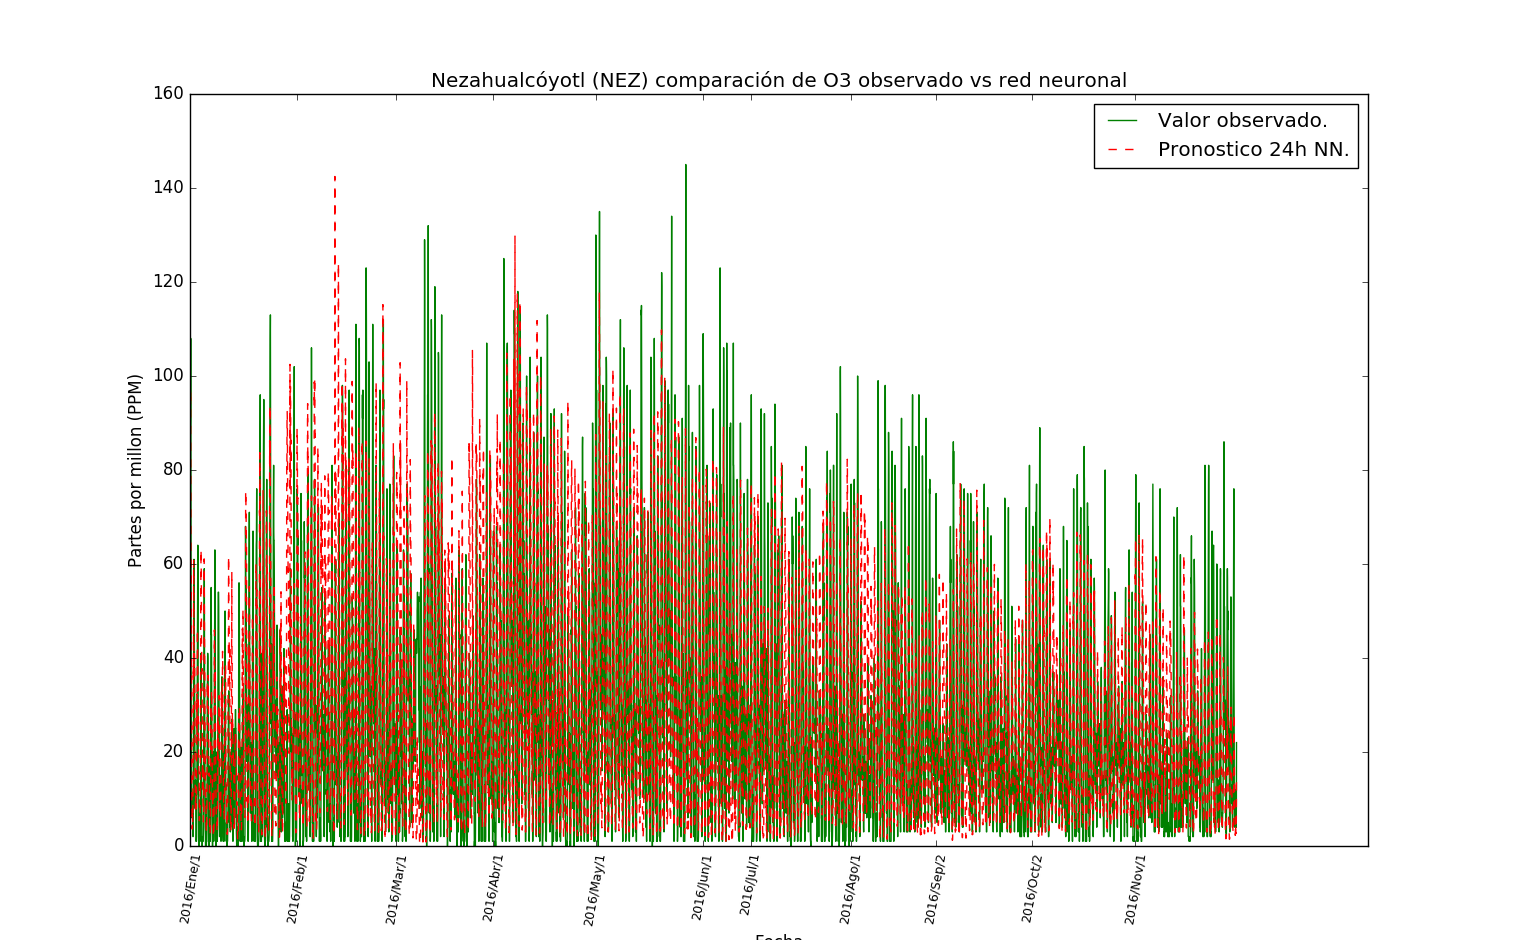 Nezahualcóyotl (NEZ) comparación de O3 observado vs red neuronal
Valor observado.
Pronostico 24h NN.
Partes por millon (PPM)
160
140
120
100
80
60
40
20
0
2016/Ene/1
2016/Feb/1
2016/Mar/1
2016/Abr/1
2016/May/1
2016/Jun/1
2016/Jul/1
2016/Ago/1
2016/Sep/2
2016/Oct/2
2016/Nov/1
Fecha